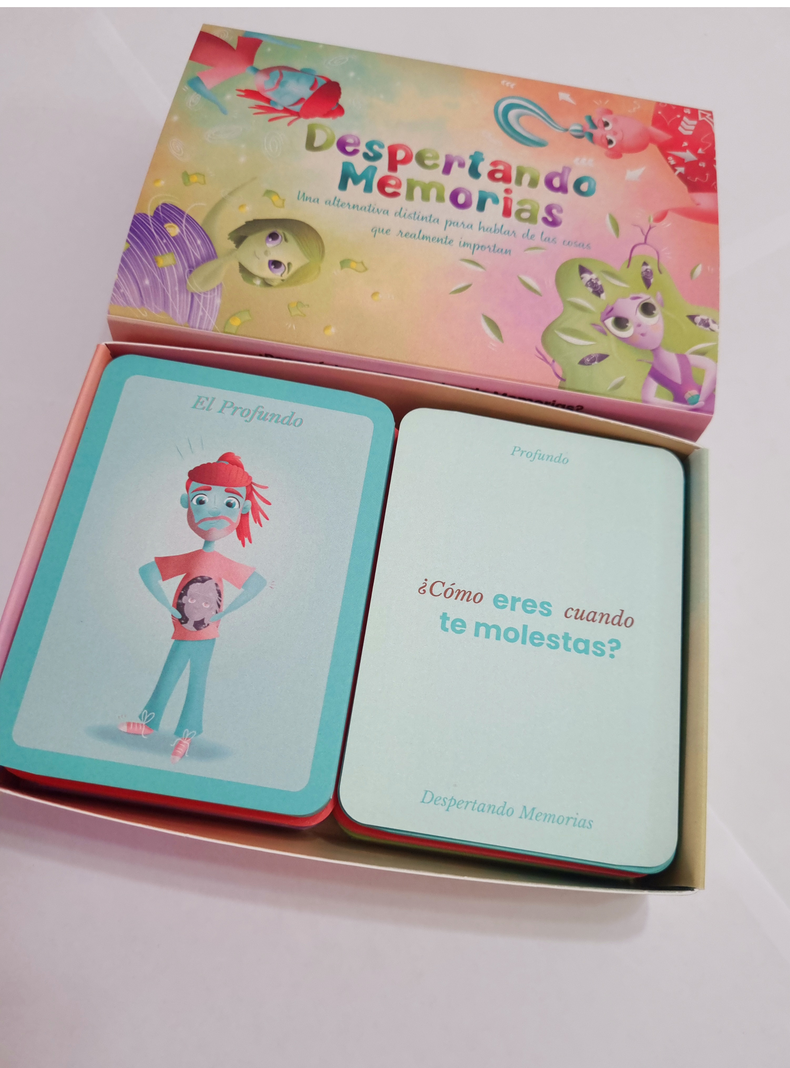 Despertando
Memorias
Una alternativa distinta para hablar de las cosas
que realmente importan
El Profundo
Profundo
¿Cómo eres cuando
te molestas?
Despertando Memorias